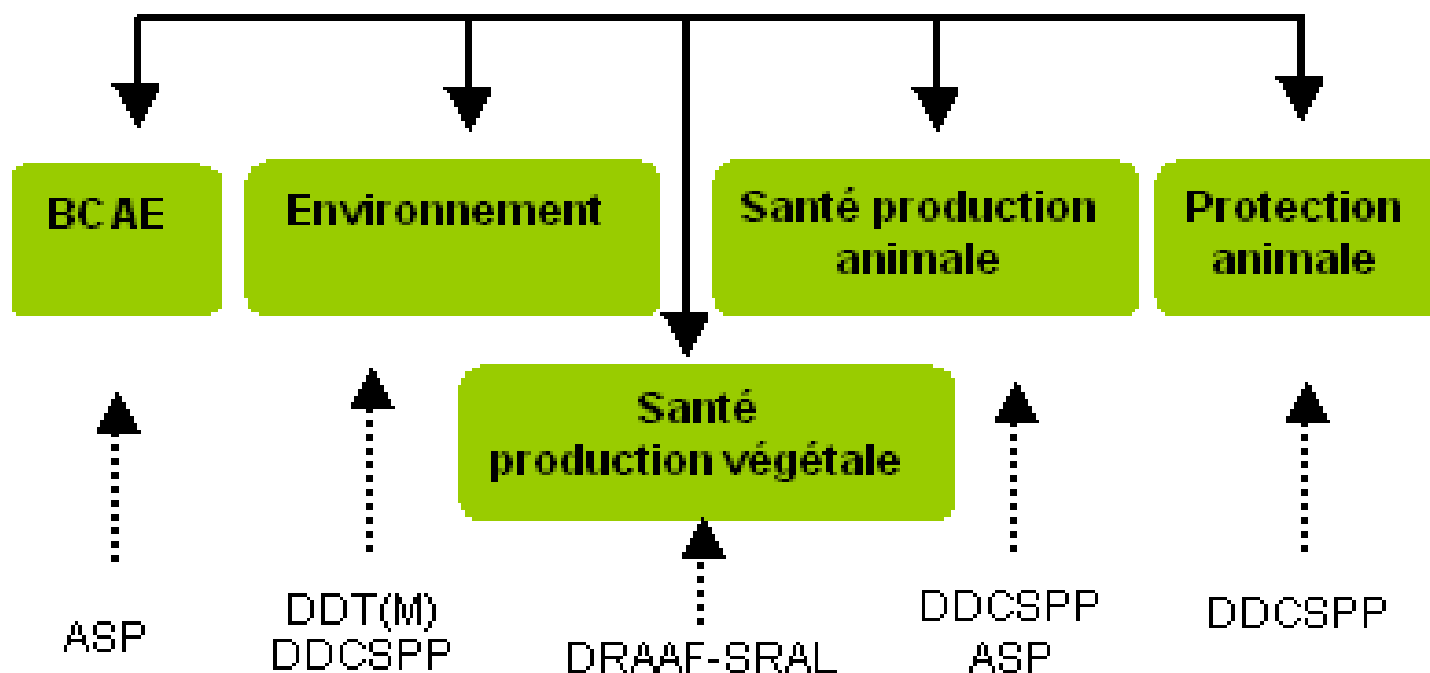 BCAE
Environnement
Santé production
animale
Protection
animale
Santé
production végétale
ASP
DDT(M)
DDCSPP
DRAAF-SRAL
DDCSPP
ASP
DDCSPP